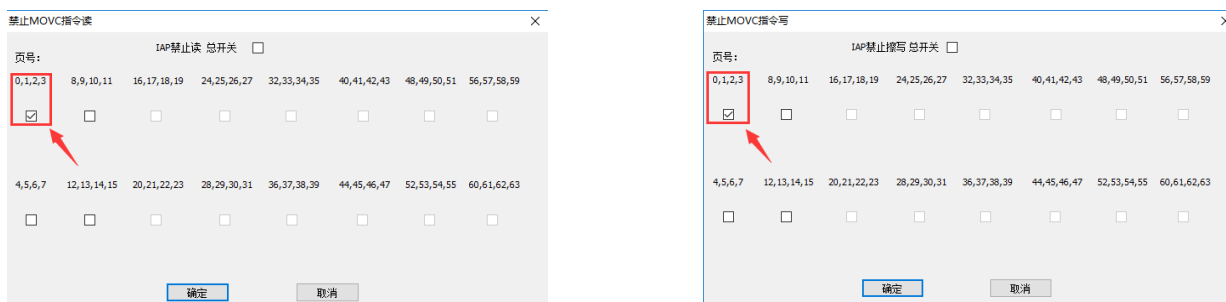 禁止MOVC指令读
IAP禁止读 总开关
页号：
0,1,2,3 8,9,10,11 16,17,18,19 24,25,26,27 32,33,34,35 40,41,42,43 48,49,50,51 56,57,58,59
4,5,6,7 12,13,14,15 20,21,22,23 28,29,30,31 36,37,38,39 44,45,46,47 52,53,54,55 60,61,62,63
确定 取消
禁止MOVC指令写
IAP禁止擦写 总开关
页号：
0,1,2,3 8,9,10,11 16,17,18,19 24,25,26,27 32,33,34,35 40,41,42,43 48,49,50,51 56,57,58,59
4,5,6,7 12,13,14,15 20,21,22,23 28,29,30,31 36,37,38,39 44,45,46,47 52,53,54,55 60,61,62,63
确定 取消